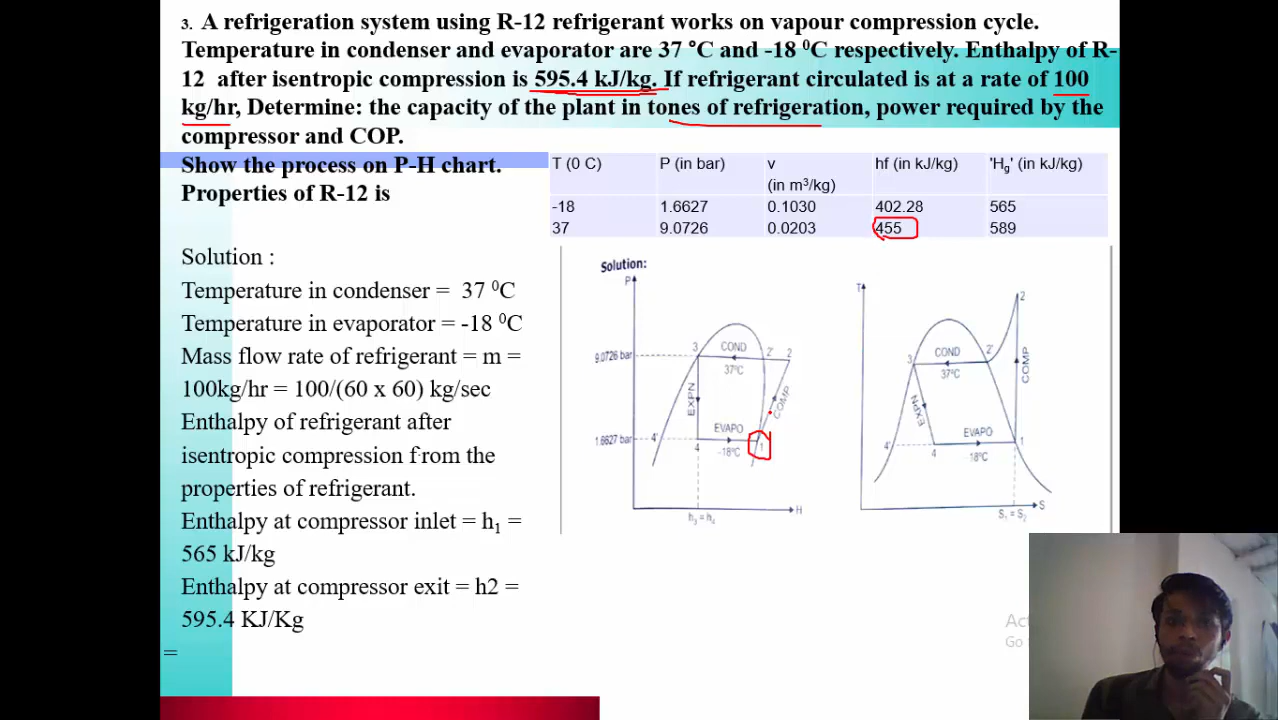 3. A refrigeration system using R-12 refrigerant works on vapour compression cycle.
Temperature in condenser and evaporator are 37 °C and -18 ⁰C respectively. Enthalpy of R-
12 after isentropic compression is 595.4 kJ/kg. If refrigerant circulated is at a rate of 100
kg/hr, Determine: the capacity of the plant in tones of refrigeration, power required by the
compressor and COP.
Show the process on P-H chart.
Properties of R-12 is
T (0 C) P (in bar) v (in m³/kg) hf (in kJ/kg) 'Hg' (in kJ/kg)
-18 1.6627 0.1030 402.28 565
37 9.0726 0.0203 455 589
Solution :
Temperature in condenser = 37 ⁰C
Temperature in evaporator = -18 ⁰C
Mass flow rate of refrigerant = m =
100kg/hr = 100/(60 x 60) kg/sec
Enthalpy of refrigerant after
isentropic compression from the
properties of refrigerant.
Enthalpy at compressor inlet = h₁ =
565 kJ/kg
Enthalpy at compressor exit = h2 =
595.4 KJ/Kg
=
Solution:
P
3 COND 2' 2
9.0726 bar
37⁰C
EXPN
COMP
EVAPO
1.6627 bar 4' 1
4 -18⁰C
H
h₃ = h₄
T
2
3 COND 2'
37⁰C
COMP
EXPN
EVAPO
4' 1
4 -18⁰C
S
S₁ = S₂
Go